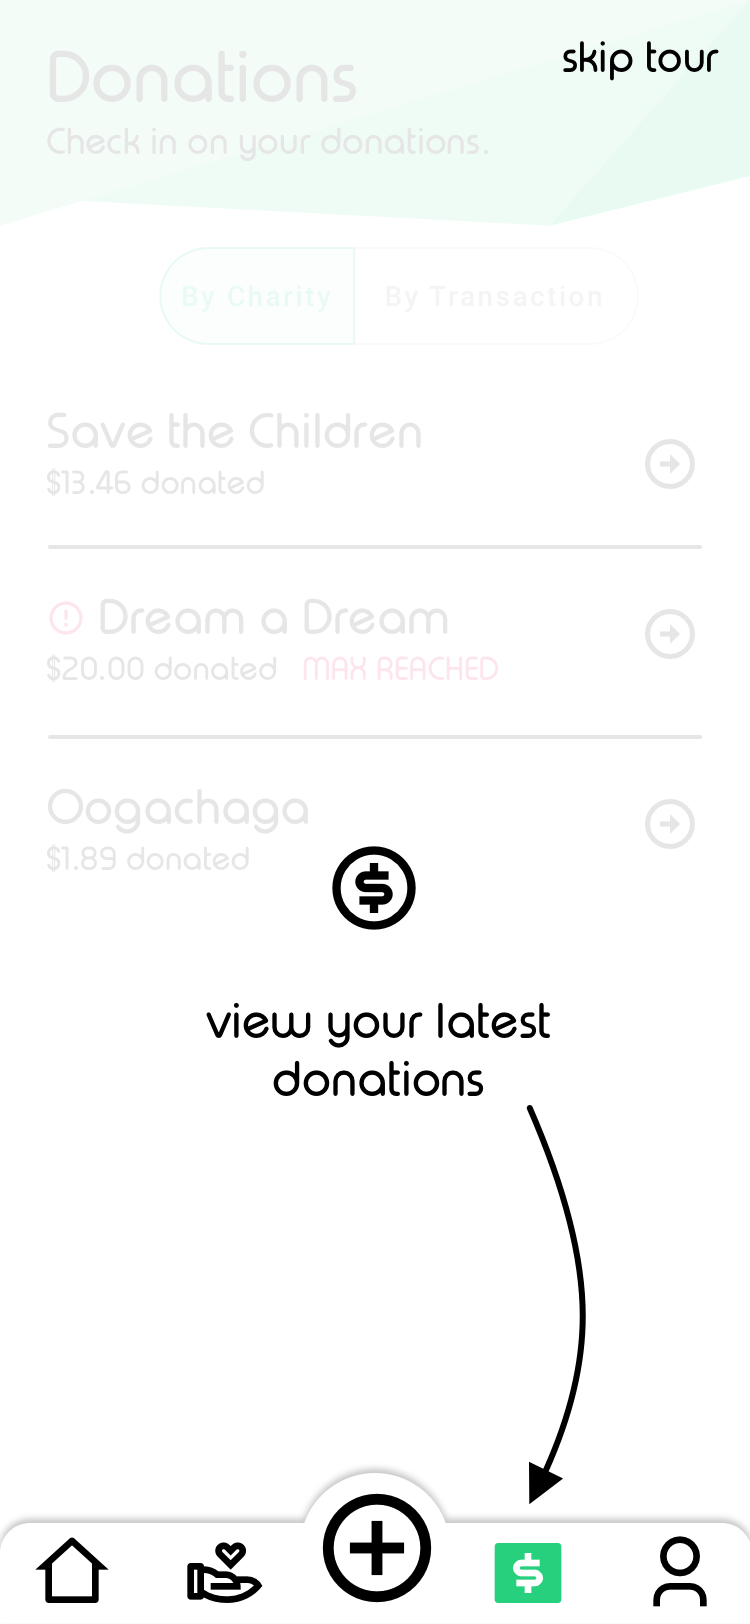 skip tour
Donations
Check in on your donations.
By Charity
By Transaction
Save the Children
$13.46 donated
Dream a Dream
$20.00 donated MAX REACHED
Oogachaga
$1.89 donated
view your latest
donations